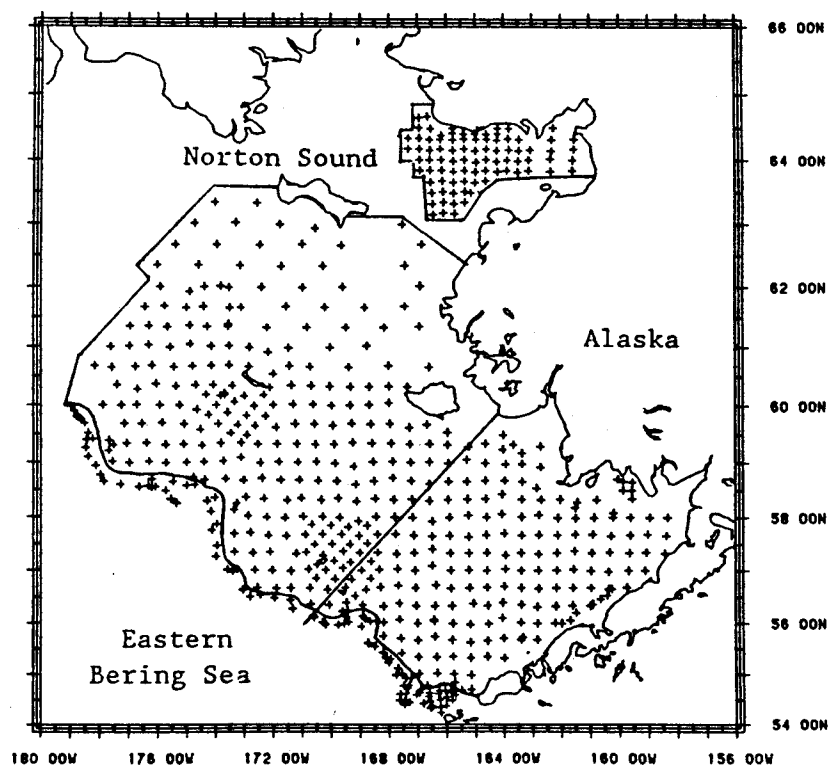 66 00N
Norton Sound
64 00N
62 00N
Alaska
60 00N
58 00N
Eastern
Bering Sea
56 00N
54 00N
180 00W 176 00W 172 00W 168 00W 164 00W 160 00W 156 00W